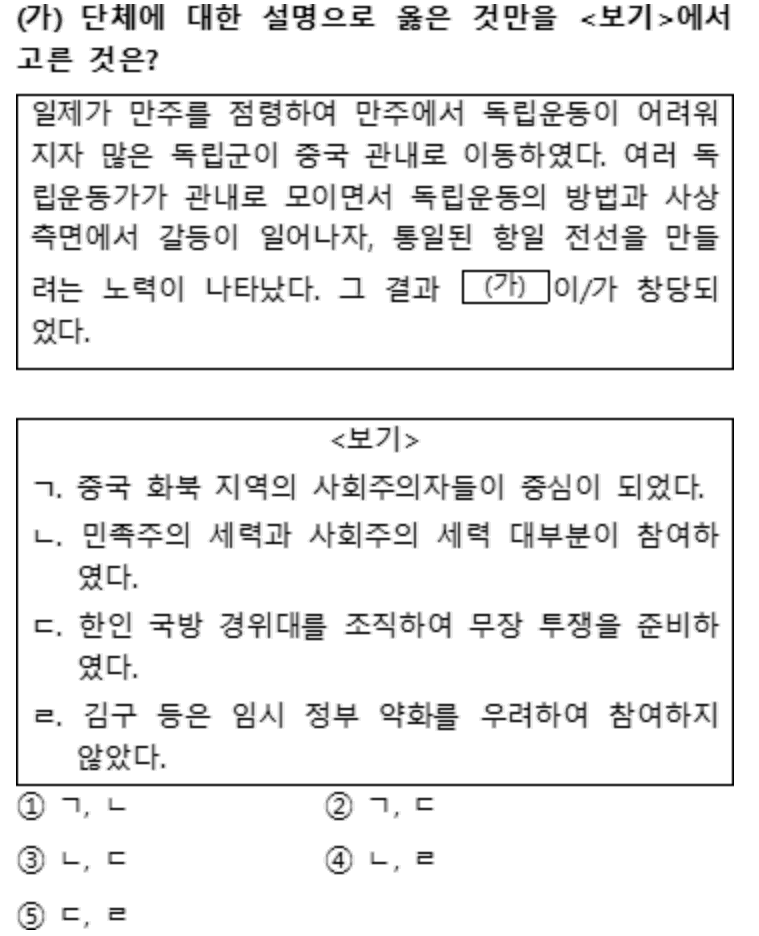 (가) 단체에 대한 설명으로 옳은 것만을 <보기>에서
고른 것은?
일제가 만주를 점령하여 만주에서 독립운동이 어려워
지자 많은 독립군이 중국 관내로 이동하였다. 여러 독
립운동가가 관내로 모이면서 독립운동의 방법과 사상
측면에서 갈등이 일어나자, 통일된 항일 전선을 만들
려는 노력이 나타났다. 그 결과 (가) 이/가 창당되
었다.
<보기>
ㄱ. 중국 화북 지역의 사회주의자들이 중심이 되었다.
ㄴ. 민족주의 세력과 사회주의 세력 대부분이 참여하
였다.
ㄷ. 한인 국방 경위대를 조직하여 무장 투쟁을 준비하
였다.
ㄹ. 김구 등은 임시 정부 약화를 우려하여 참여하지
않았다.
① ㄱ, ㄴ ② ㄱ, ㄷ
③ ㄴ, ㄷ ④ ㄴ, ㄹ
⑤ ㄷ, ㄹ